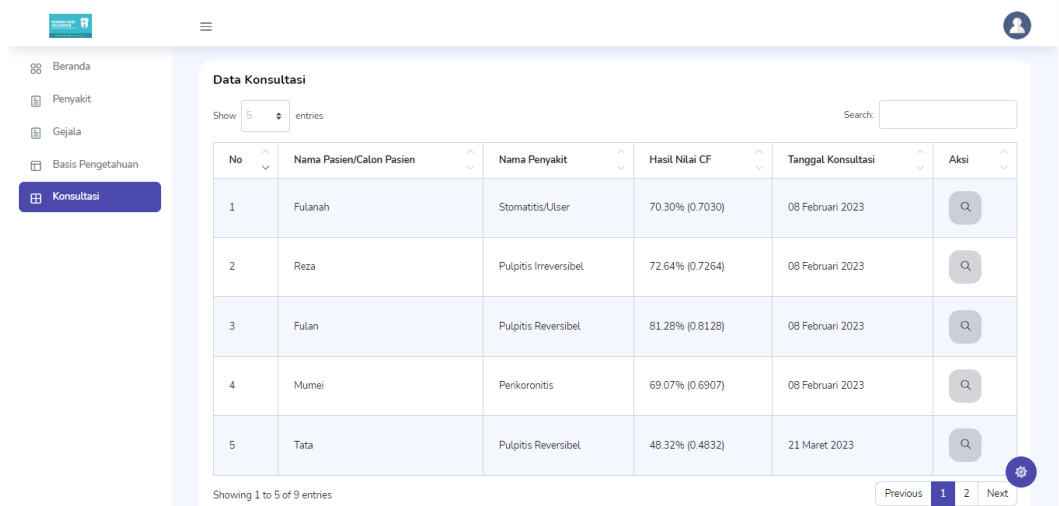 Beranda
Penyakit
Gejala
Basis Pengetahuan
Konsultasi
Data Konsultasi
Show 5 entries
Search:
No Nama Pasien/Calon Pasien Nama Penyakit Hasil Nilai CF Tanggal Konsultasi Aksi
1 Fulanah Stomatitis/Ulser 70.30% (0.7030) 08 Februari 2023
2 Reza Pulpitis Irreversibel 72.64% (0.7264) 08 Februari 2023
3 Fulan Pulpitis Reversibel 81.28% (0.8128) 08 Februari 2023
4 Mumei Perikoronitis 69.07% (0.6907) 08 Februari 2023
5 Tata Pulpitis Reversibel 48.32% (0.4832) 21 Maret 2023
Showing 1 to 5 of 9 entries
Previous 1 2 Next